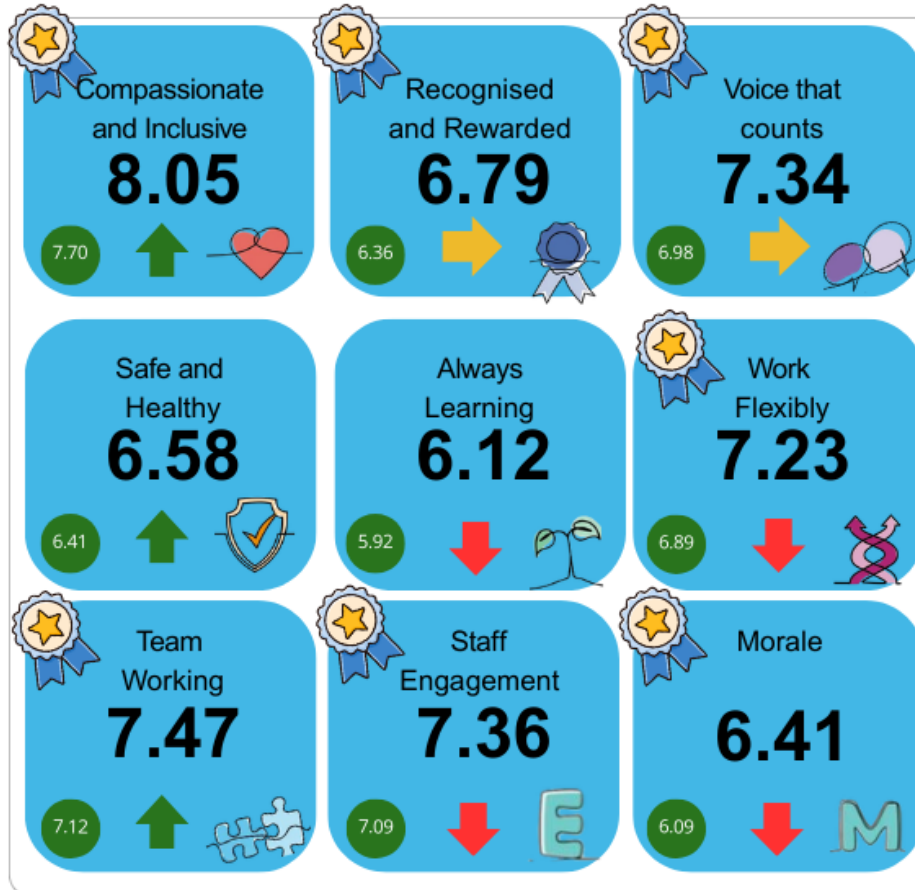 Compassionate
and Inclusive
8.05
7.70
Recognised
and Rewarded
6.79
6.36
Voice that
counts
7.34
6.98
Safe and
Healthy
6.58
6.41
Always
Learning
6.12
5.92
Work
Flexibly
7.23
6.89
Team
Working
7.47
7.12
Staff
Engagement
7.36
7.09
E
Morale
6.41
6.09
M